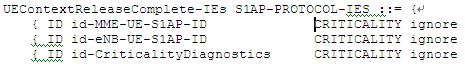 UEContextReleaseComplete-IEs S1AP-PROTOCOL-IES ::= {
{ ID id-MME-UE-S1AP-ID CRITICALITY ignore
{ ID id-eNB-UE-S1AP-ID CRITICALITY ignore
{ ID id-CriticalityDiagnostics CRITICALITY ignore